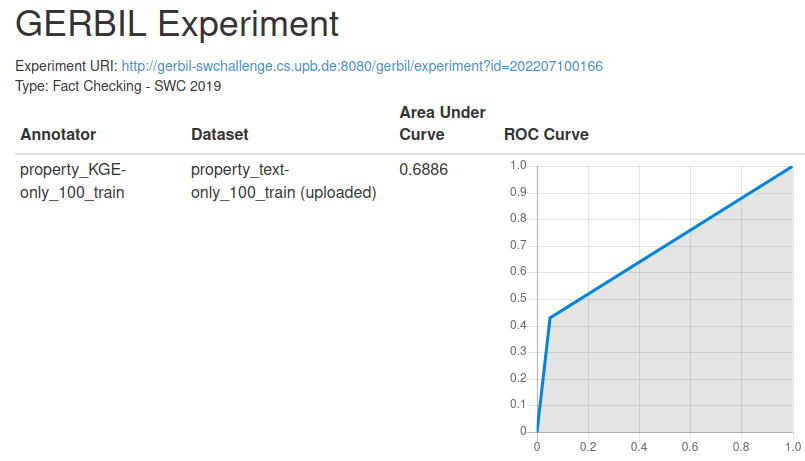 GERBIL Experiment
Experiment URI: http://gerbil-swchallenge.cs.upb.de:8080/gerbil/experiment?id=202207100166
Type: Fact Checking - SWC 2019
Annotator Dataset Area Under Curve ROC Curve
property_KGE-only_100_train property_text-only_100_train (uploaded) 0.6886
1.0
0.9
0.8
0.7
0.6
0.5
0.4
0.3
0.2
0.1
0
0 0.2 0.4 0.6 0.8 1.0